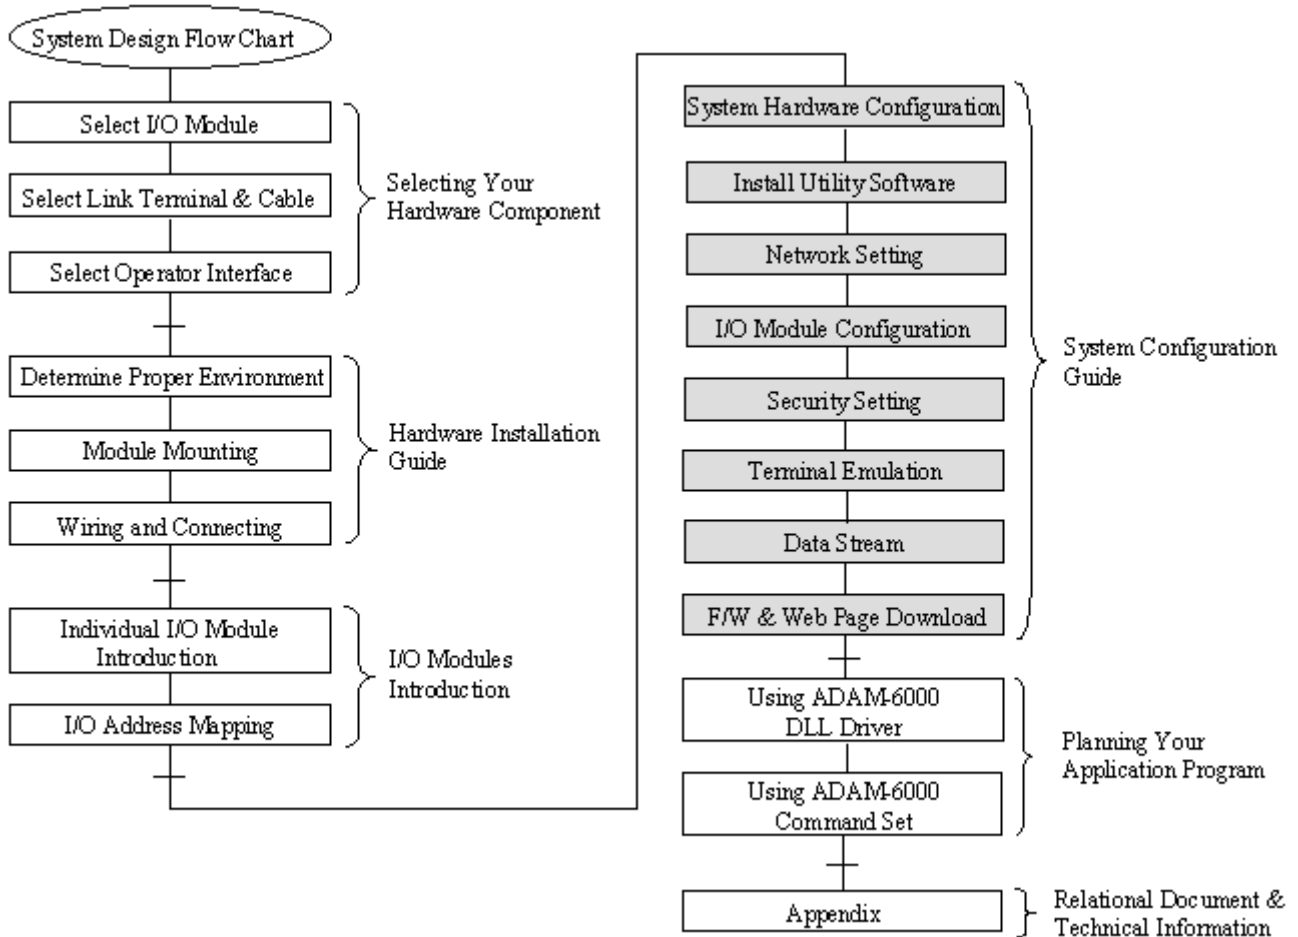 System Design Flow Chart
Select I/O Module
Select Link Terminal & Cable
Select Operator Interface
Selecting Your
Hardware Component
Determine Proper Environment
Module Mounting
Wiring and Connecting
Hardware Installation
Guide
Individual I/O Module
Introduction
I/O Address Mapping
I/O Modules
Introduction
System Hardware Configuration
Install Utility Software
Network Setting
I/O Module Configuration
Security Setting
Terminal Emulation
Data Stream
F/W & Web Page Download
System Configuration
Guide
Using ADAM-6000
DLL Driver
Using ADAM-6000
Command Set
Planning Your
Application Program
Appendix
Relational Document &
Technical Information